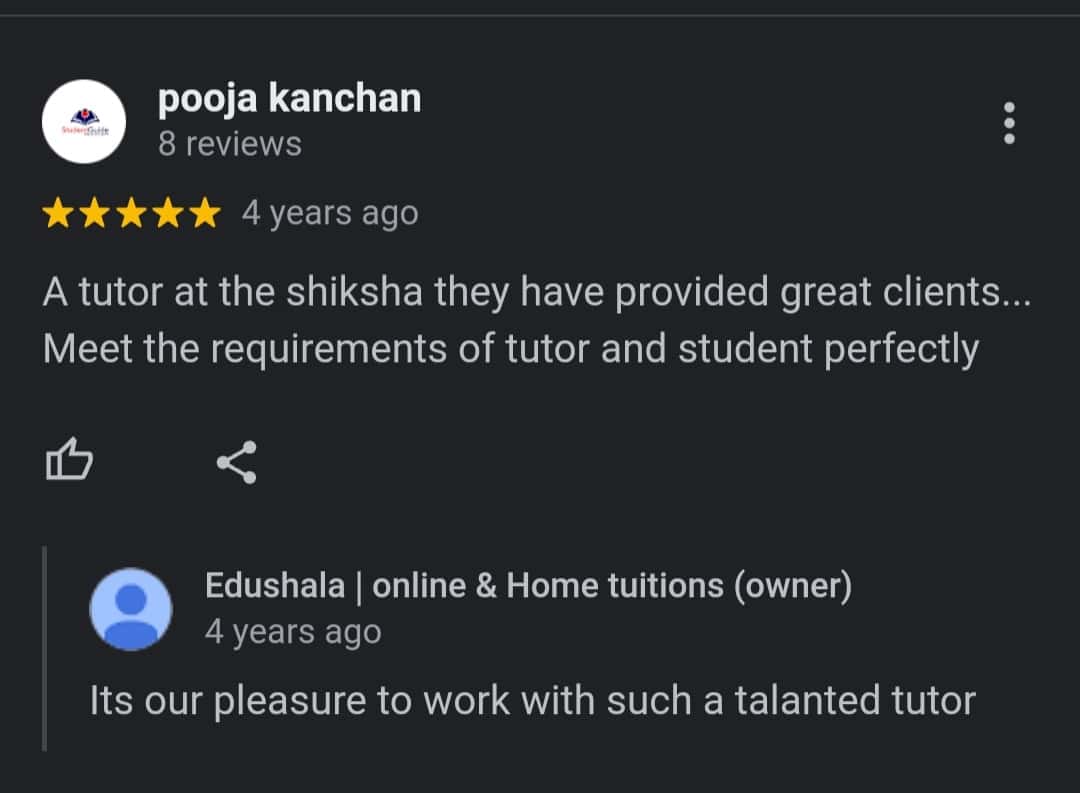 pooja kanchan
8 reviews
4 years ago
A tutor at the shiksha they have provided great clients...
Meet the requirements of tutor and student perfectly
Edushala | online & Home tuitions (owner)
4 years ago
Its our pleasure to work with such a talanted tutor